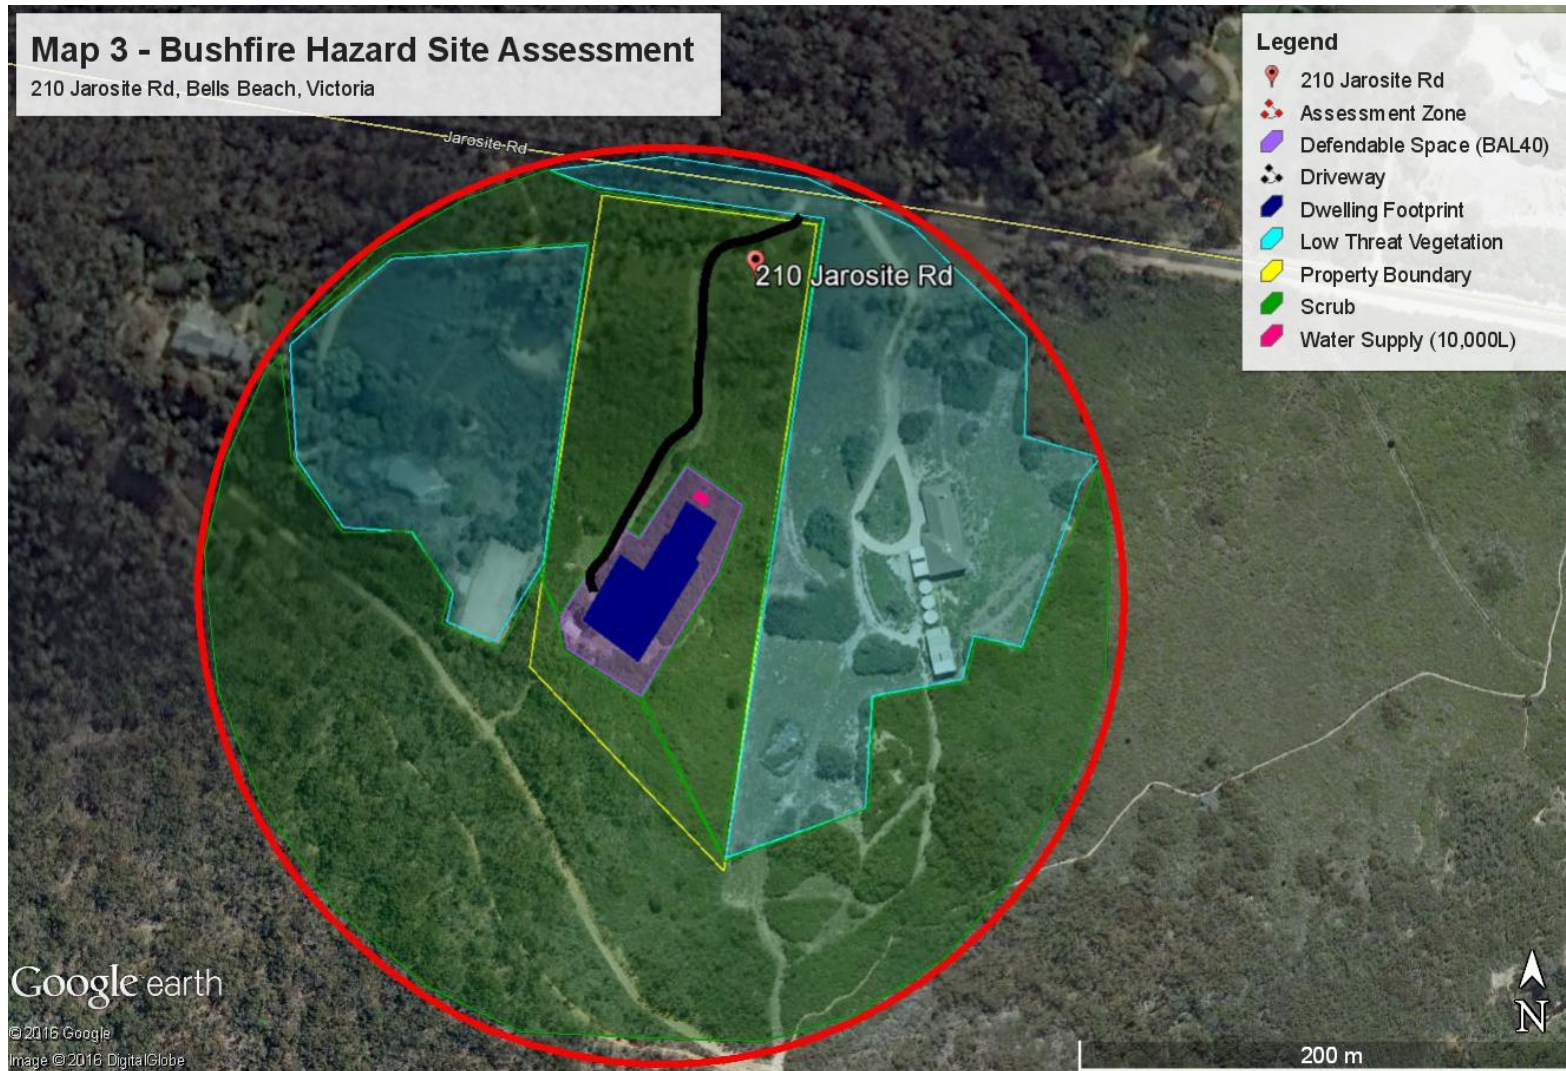 Map 3 - Bushfire Hazard Site Assessment
210 Jarosite Rd, Bells Beach, Victoria
Legend
210 Jarosite Rd
Assessment Zone
Defendable Space (BAL40)
Driveway
Dwelling Footprint
Low Threat Vegetation
Property Boundary
Scrub
Water Supply (10,000L)
Jarosite Rd
210 Jarosite Rd
Google earth
©2016 Google
Image ©2016 DigitalGlobe
N
200 m